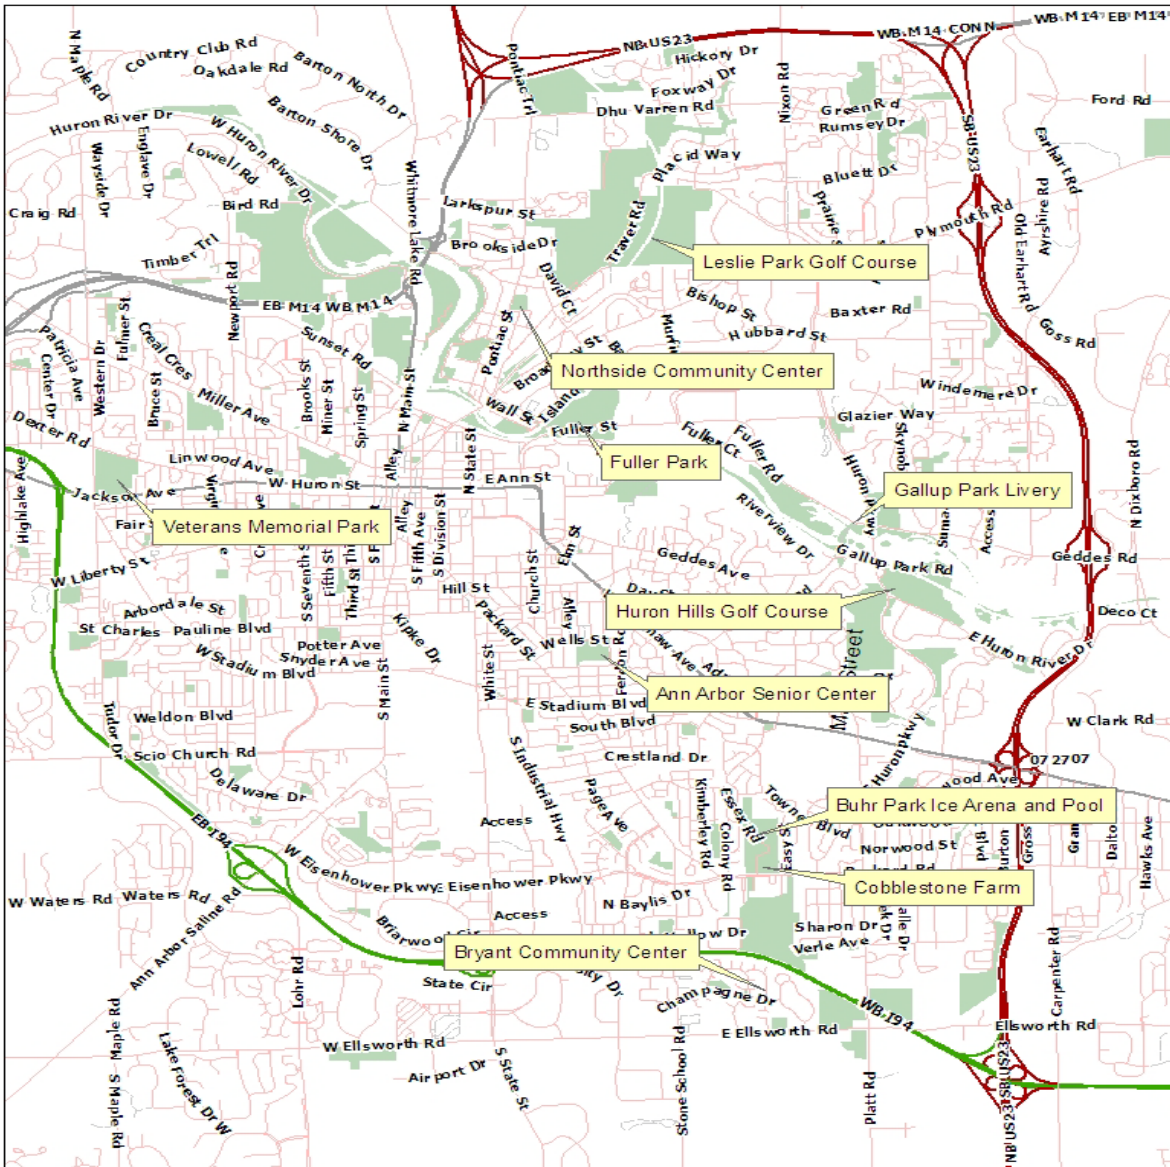 WB M14 EB M14
WB M14 CONN
NB US23
N Maple Rd
Country Club Rd
Oakdale Rd
Barton North Dr
Pontiac Trl
Hickory Dr
Foxway Dr
Dhu Varren Rd
Nixon Rd
Green Rd
Rumsey Dr
Ford Rd
Huron River Dr
Englave Dr
Wayside Dr
W Huron River Dr
Barton Shore Dr
Lowell Rd
Bird Rd
Craig Rd
Timber Trl
Whitmore Lake Rd
Larkspur St
Brookside Dr
David Ct
Traver Rd
Placid Way
Bluett Dr
SB US23
Earhart Rd
Plymouth Rd
Old Earhart Rd
Ayrshire Rd
Leslie Park Golf Course
Newport Rd
EB M14 WB M14
Bishop St
Hubbard St
Baxter Rd
Goss Rd
Patricia Ave
Center Dr
Western Dr
Fulmer St
Creal Cres
Bruce St
Miller Ave
Sunset Rd
Brooks St
Miner St
Spring St
N Main St
Pontiac St
Northside Community Center
Windemere Dr
Glazier Way
Dexter Rd
Wall St
Island
Fuller St
Fuller Ct
Fuller Rd
Fuller Park
Linwood Ave
W Huron St
Alley
N State St
E Ann St
Highlake Ave
Jackson Ave
Veterans Memorial Park
Gallup Park Livery
Riverview Dr
Access
N Dixboro Rd
Alley
S Fifth Ave
S Division St
Elm St
Church St
Geddes Ave
Gallup Park Rd
Geddes Rd
W Liberty St
Fifth St
Third St
Hill St
Huron Hills Golf Course
Deco Ct
Arbordale St
St Charles
Pauline Blvd
Potter Ave
Snyder Ave
W Stadium Blvd
Kipke Dr
Packard St
Alley
Wells St
E Huron River Dr
White St
Ann Arbor Senior Center
S Main St
E Stadium Blvd
South Blvd
W Clark Rd
Tudor Dr
Weldon Blvd
Scio Church Rd
Crestland Dr
072707
Delaware Dr
S Industrial Hwy
Page Ave
Kimberley Rd
Colony Rd
Essex Rd
Buhr Park Ice Arena and Pool
EB I94
Access
Norwood St
Blvd
Burton
Gross
Hawks Ave
W Eisenhower Pkwy
E Eisenhower Pkwy
Cobblestone Farm
W Waters Rd
Waters Rd
Ann Arbor Saline Rd
Access
N Baylis Dr
Sharon Dr
Verle Ave
Briarwood Cir
Bryant Community Center
State Cir
Champagne Dr
Lohr Rd
Carpenter Rd
WB I94
Ellsworth Rd
E Ellsworth Rd
W Ellsworth Rd
Airport Dr
S State St
Stone School Rd
Platt Rd
Maple Rd
S Maple Rd
Lake Forest Dr W
NB US23
SB US23